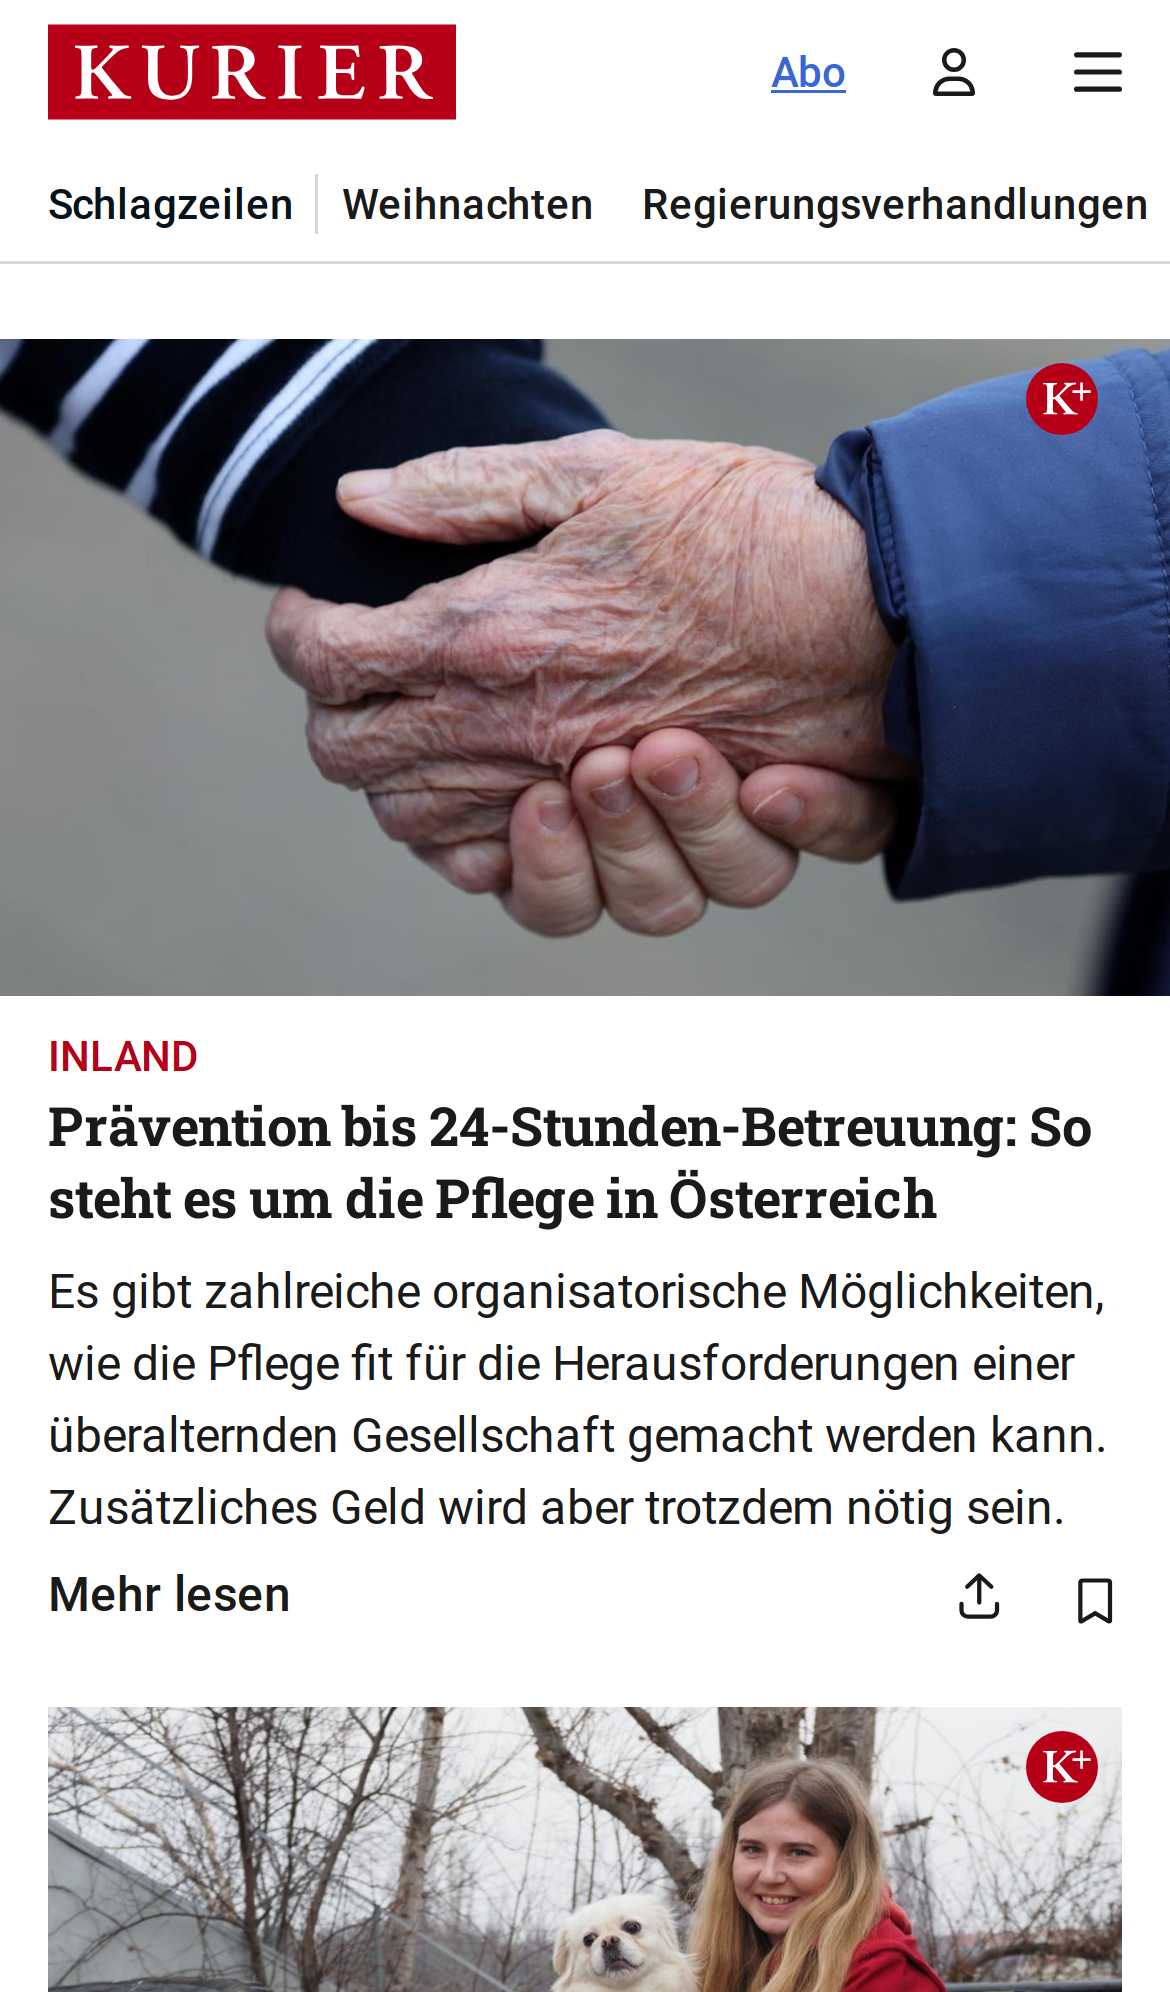 KURIER
Abo
Schlagzeilen
Weihnachten
Regierungsverhandlungen
K+
INLAND
Prävention bis 24-Stunden-Betreuung: So
steht es um die Pflege in Österreich
Es gibt zahlreiche organisatorische Möglichkeiten,
wie die Pflege fit für die Herausforderungen einer
überalternden Gesellschaft gemacht werden kann.
Zusätzliches Geld wird aber trotzdem nötig sein.
Mehr lesen
K+